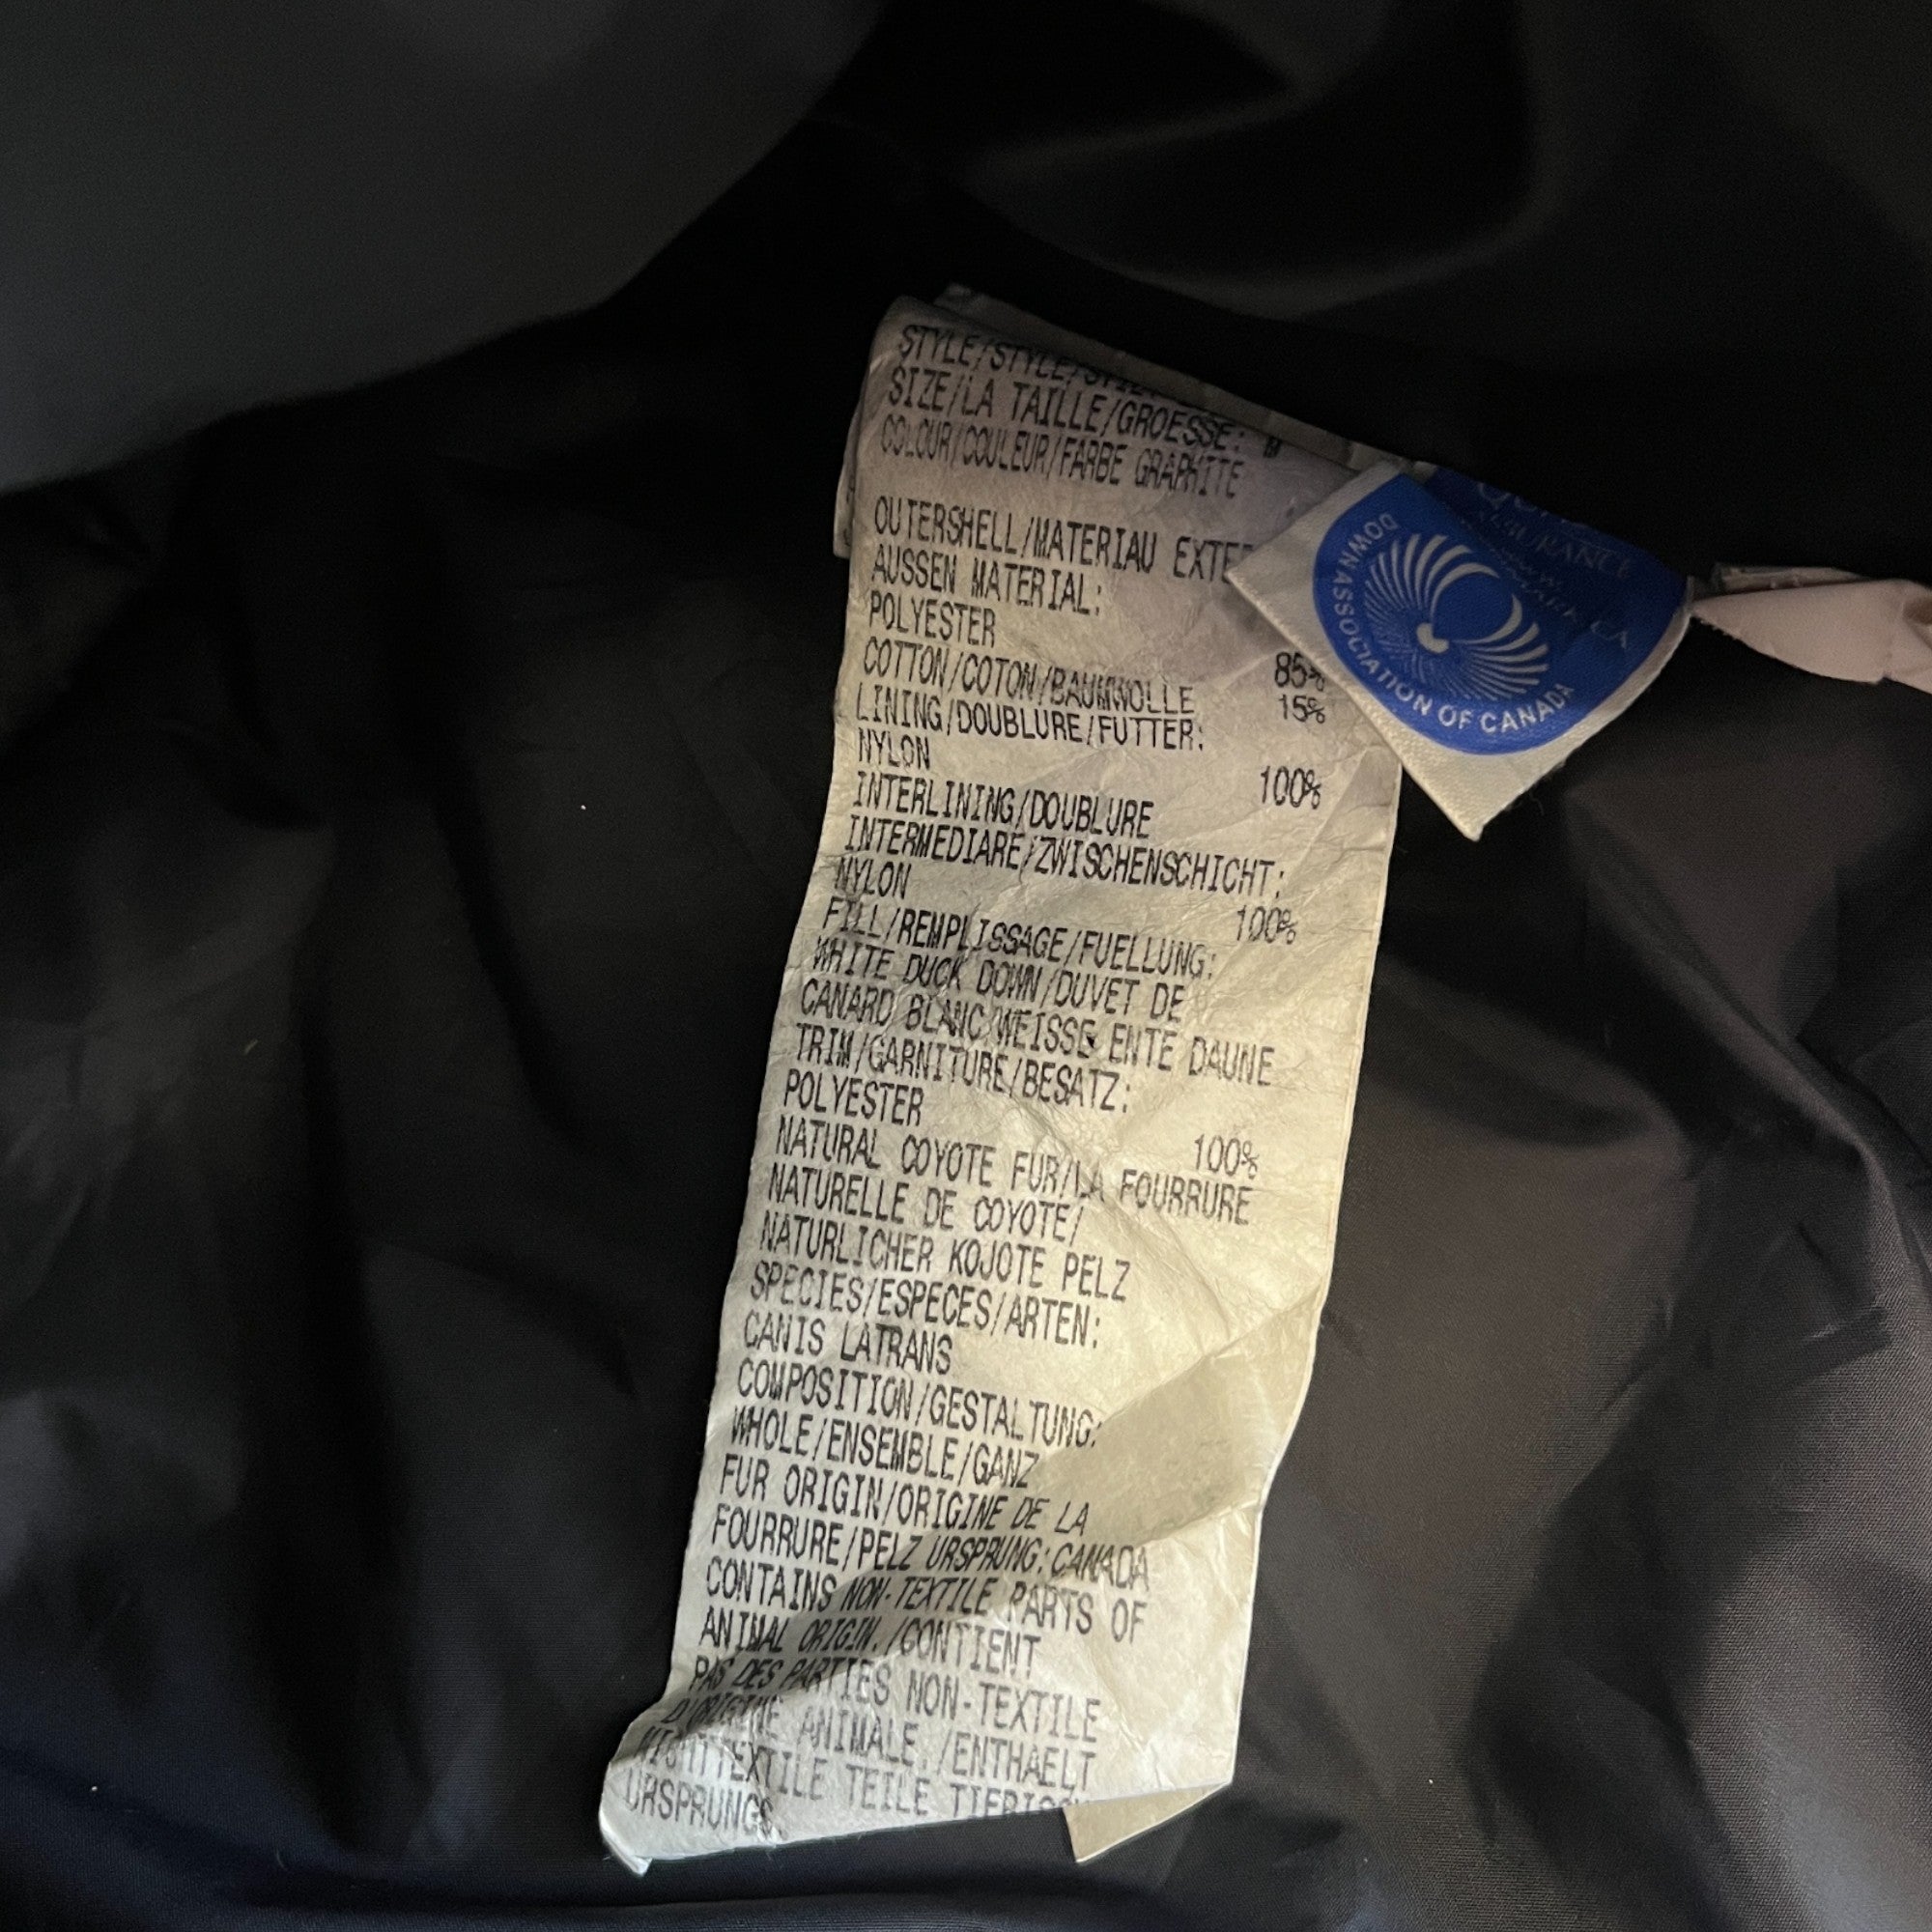 STYLE/STYLE/
SIZE/LA TAILLE/GROESSE: M
COLOUR/COULEUR/FARBE GRAPHITE
OUTERSHELL/MATERIAU EXTE
AUSSEN MATERIAL:
POLYESTER 85%
COTTON/COTON/BAUMWOLLE 15%
LINING/DOUBLURE/FUTTER:
NYLON 100%
INTERLINING/DOUBLURE
INTERMEDIARE/ZWISCHENSCHICHT:
NYLON 100%
FILL/REMPLISSAGE/FUELLUNG:
WHITE DUCK DOWN/DUVET DE
CANARD BLANC/WEISSE ENTE DAUNE
TRIM/GARNITURE/BESATZ:
POLYESTER 100%
NATURAL COYOTE FUR/LA FOURRURE
NATURELLE DE COYOTE/
NATURLICHER KOJOTE PELZ
SPECIES/ESPECES/ARTEN:
CANIS LATRANS
COMPOSITION/GESTALTUNG:
WHOLE/ENSEMBLE/GANZ
FUR ORIGIN/ORIGINE DE LA
FOURRURE/PELZ URSPRUNG:CANADA
CONTAINS NON-TEXTILE PARTS OF
ANIMAL ORIGIN./CONTIENT
PAS DES PARTIES NON-TEXTILE
D'ORIGINE ANIMALE./ENTHAELT
NICHTTEXTILE TEILE
URSPRUNGS.
DOWN ASSOCIATION OF CANADA